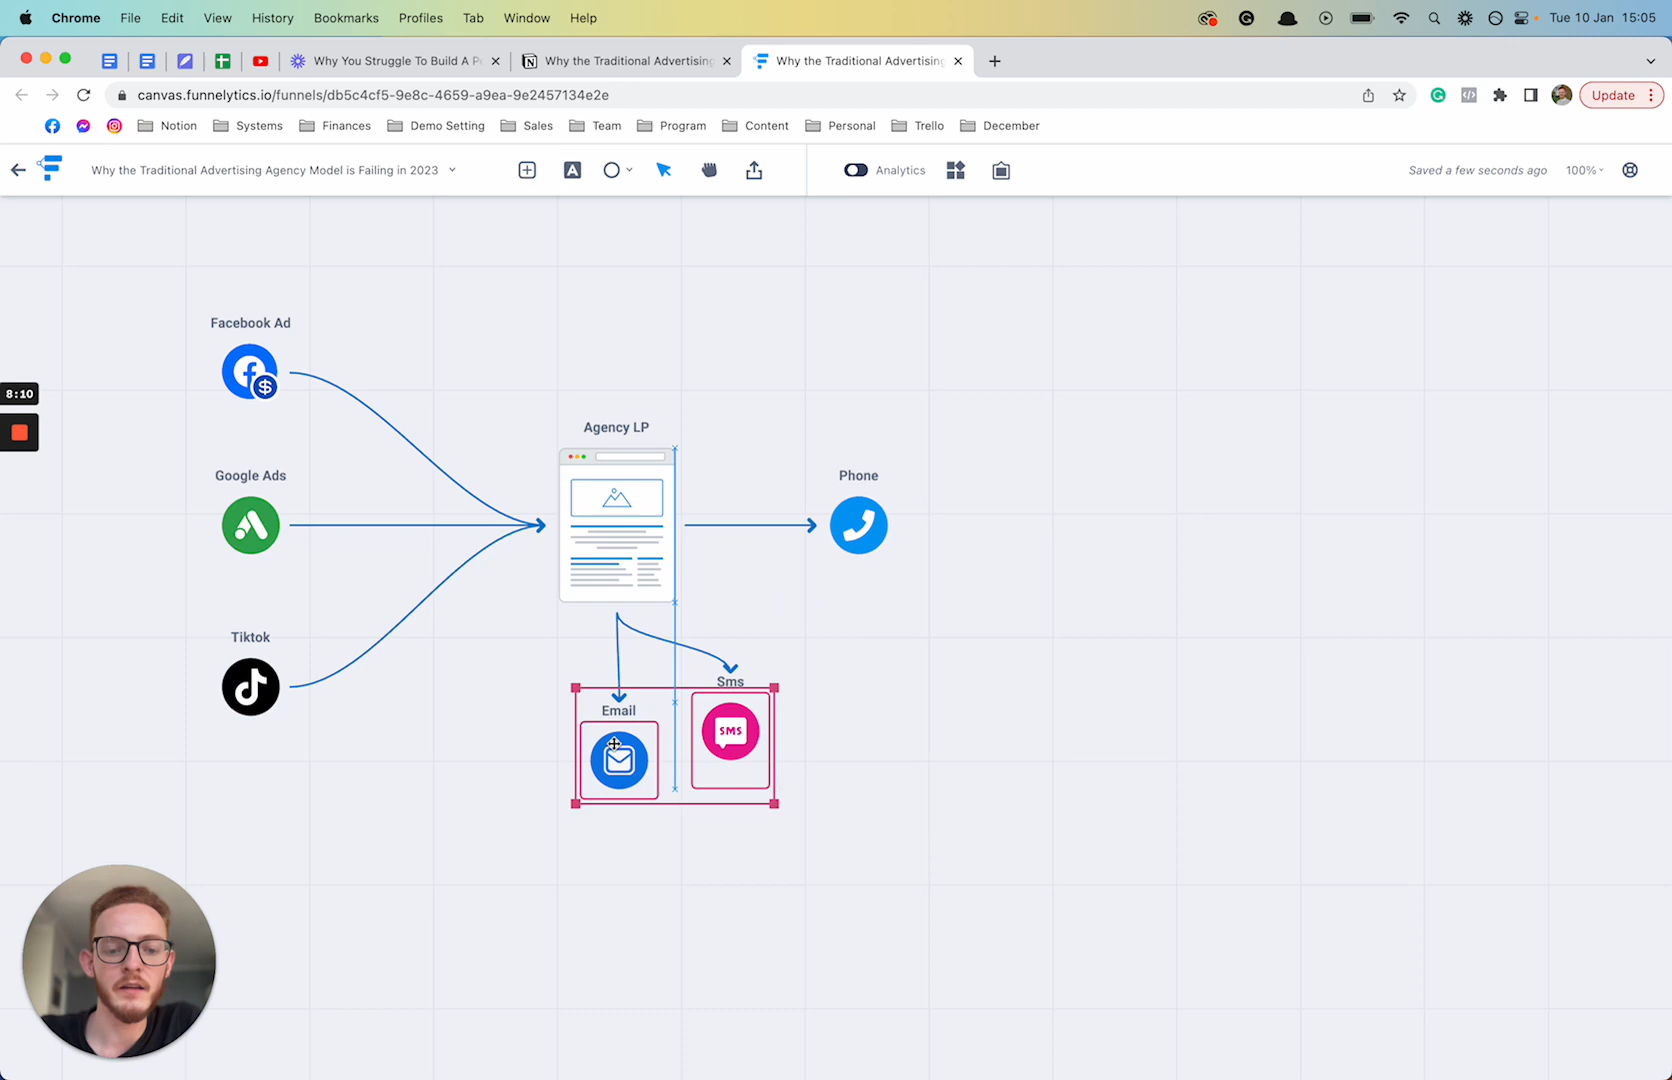 Chrome File Edit View History Bookmarks Profiles Tab Window Help Tue 10 Jan 15:05
Why You Struggle To Build A Pe Why the Traditional Advertising Why the Traditional Advertising
canvas.funnelytics.io/funnels/db5c4cf5-9e8c-4659-a9ea-9e2457134e2e Update
Notion Systems Finances Demo Setting Sales Team Program Content Personal Trello December
Why the Traditional Advertising Agency Model is Failing in 2023 Analytics Saved a few seconds ago 100%
Facebook Ad
8:10
Agency LP
Google Ads
Phone
Tiktok
Sms
SMS
Email